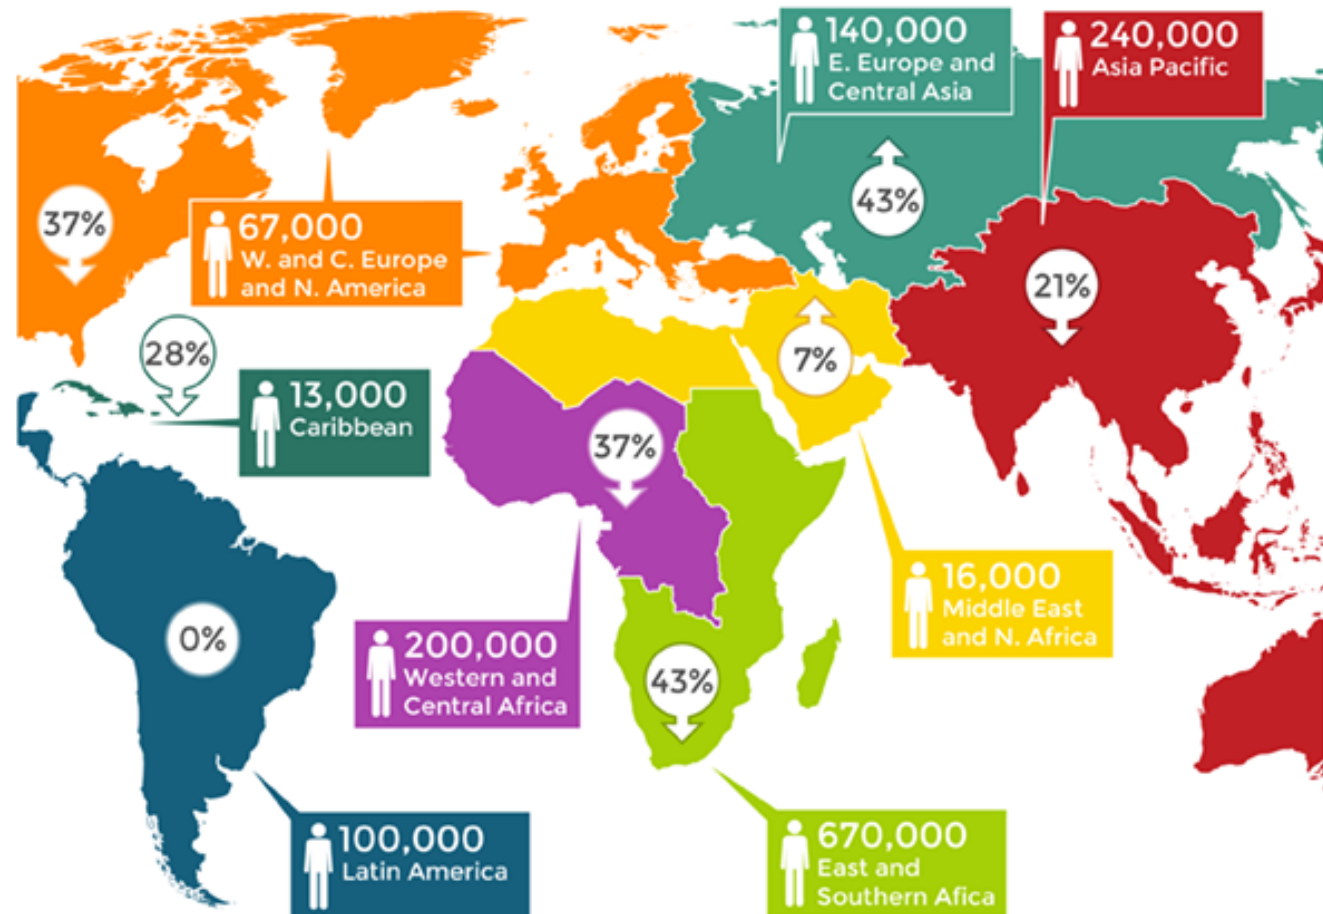 140,000
E. Europe and
Central Asia
240,000
Asia Pacific
37%
67,000
W. and C. Europe
and N. America
43%
21%
28%
13,000
Caribbean
7%
37%
16,000
Middle East
and N. Africa
0%
200,000
Western and
Central Africa
43%
100,000
Latin America
670,000
East and
Southern Afica